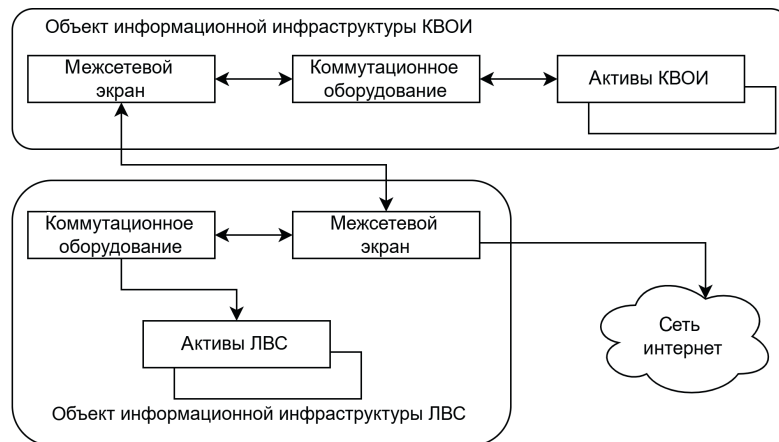 Объект информационной инфраструктуры КВОИ
Межсетевой
экран
Коммутационное
оборудование
Активы КВОИ
Коммутационное
оборудование
Межсетевой
экран
Активы ЛВС
Сеть
интернет
Объект информационной инфраструктуры ЛВС